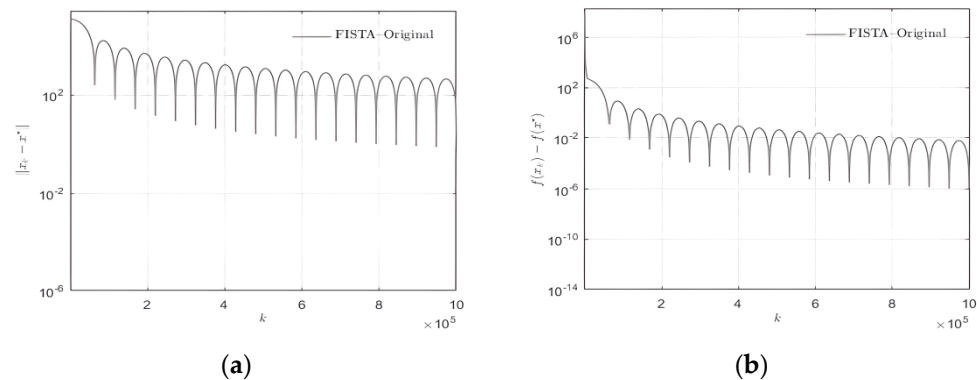 FISTA–Original
10^2
10^-2
10^-6
||x_k − x*||
2 4 6 8 10
×10^5
k
(a)
FISTA–Original
10^6
10^2
10^-2
10^-6
10^-10
10^-14
f(x_k) − f(x*)
2 4 6 8 10
×10^5
k
(b)